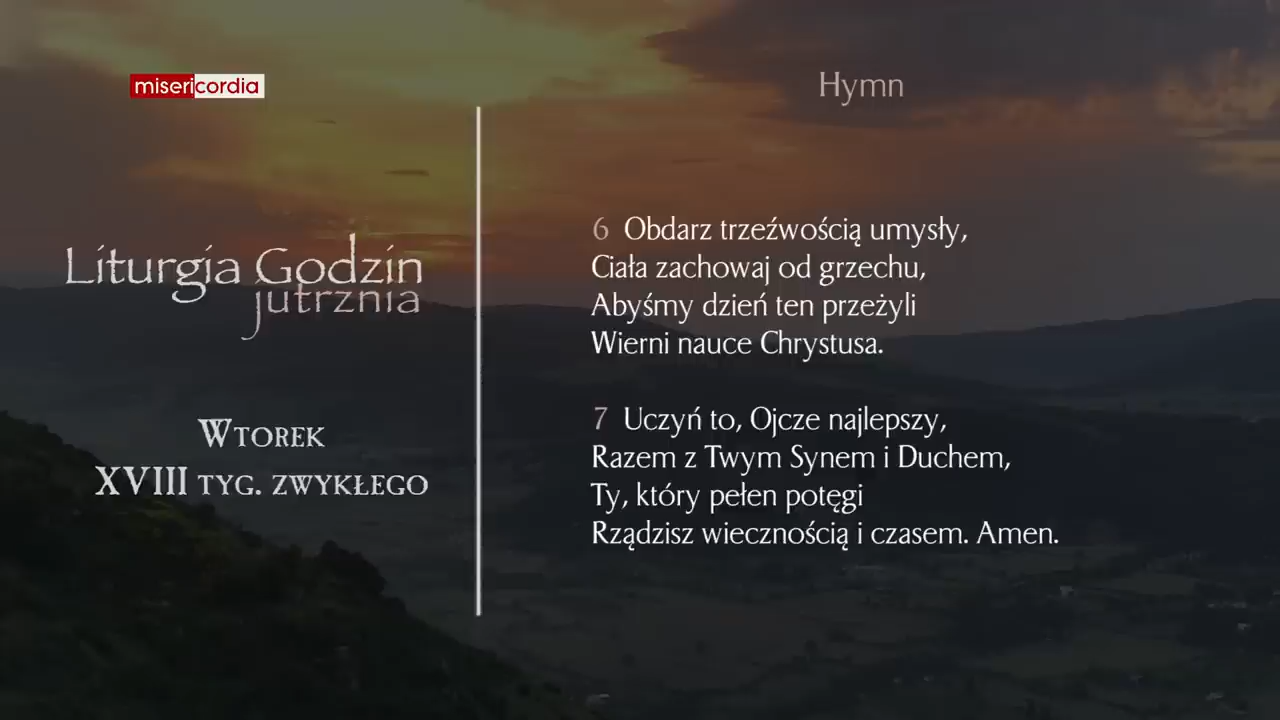 misericordia
Liturgia Godzin
jutrznia
Wtorek
XVIII tyg. zwykłego
Hymn
6 Obdarz trzeźwością umysły,
Ciała zachowaj od grzechu,
Abyśmy dzień ten przeżyli
Wierni nauce Chrystusa.
7 Uczyń to, Ojcze najlepszy,
Razem z Twym Synem i Duchem,
Ty, który pełen potęgi
Rządzisz wiecznością i czasem. Amen.